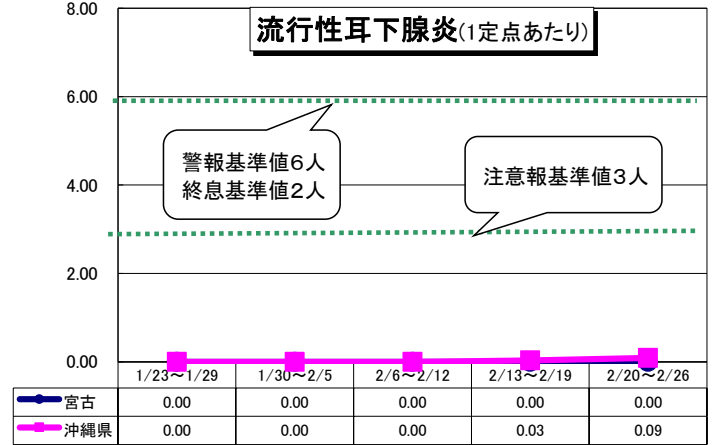 8.00
流行性耳下腺炎(1定点あたり)
6.00
警報基準値6人
終息基準値2人
注意報基準値3人
4.00
2.00
0.00
1/23～1/29 1/30～2/5 2/6～2/12 2/13～2/19 2/20～2/26
宮古 0.00 0.00 0.00 0.00 0.00
沖縄県 0.00 0.00 0.00 0.03 0.09